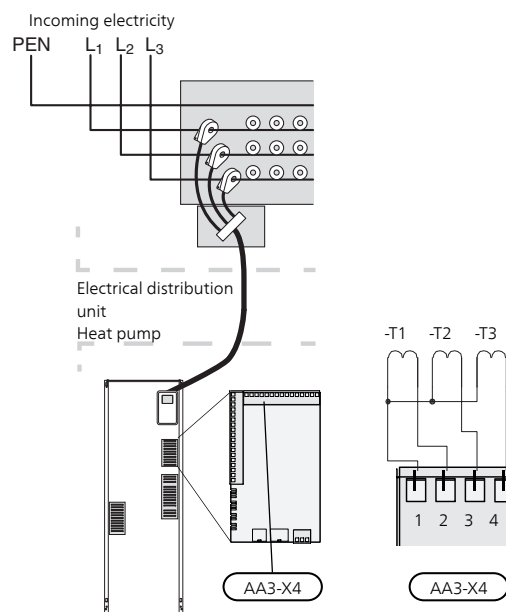 Incoming electricity
PEN L1 L2 L3
Electrical distribution
unit
Heat pump
-T1 -T2 -T3
1 2 3 4
AA3-X4 AA3-X4